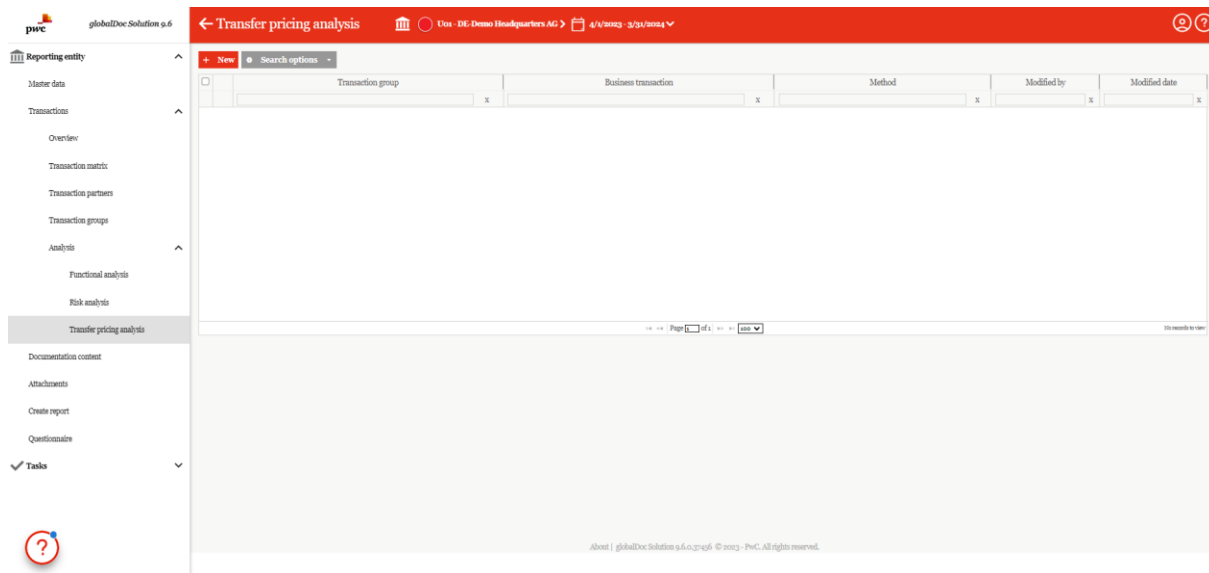 pwc
globalDoc Solution 9.6
Transfer pricing analysis
U01 - DE-Demo Headquarters AG
4/1/2023 - 3/31/2024
Reporting entity
Master data
Transactions
Overview
Transaction matrix
Transaction partners
Transaction groups
Analysis
Functional analysis
Risk analysis
Transfer pricing analysis
Documentation content
Attachments
Create report
Questionnaire
Tasks
?
+ New
Search options
Transaction group Business transaction Method Modified by Modified date
x x x x x
Page 1 of 1
No records to view
About | globalDoc Solution 9.6.0.37456 © 2023 - PwC. All rights reserved.
?